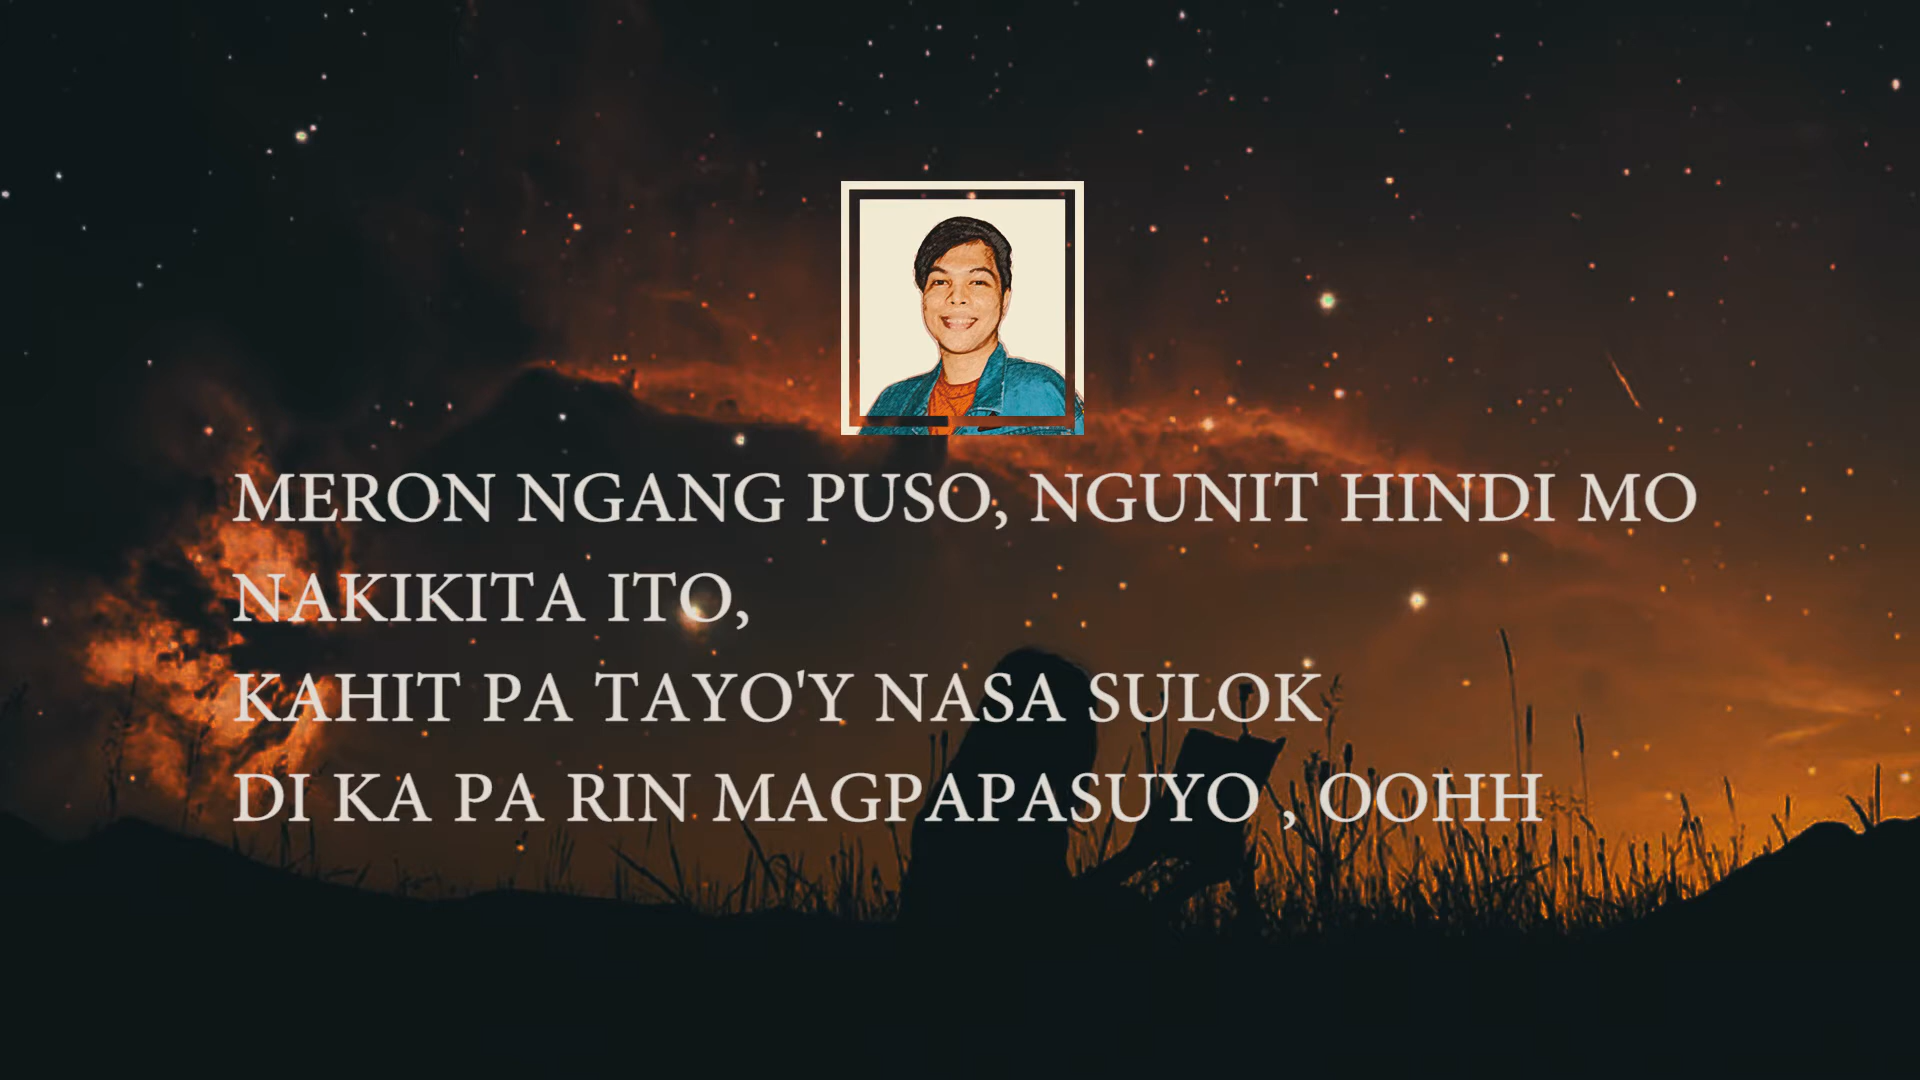 MERON NGANG PUSO, NGUNIT HINDI MO
NAKIKITA ITO,
KAHIT PA TAYO'Y NASA SULOK
DI KA PA RIN MAGPAPASUYO , OOHH